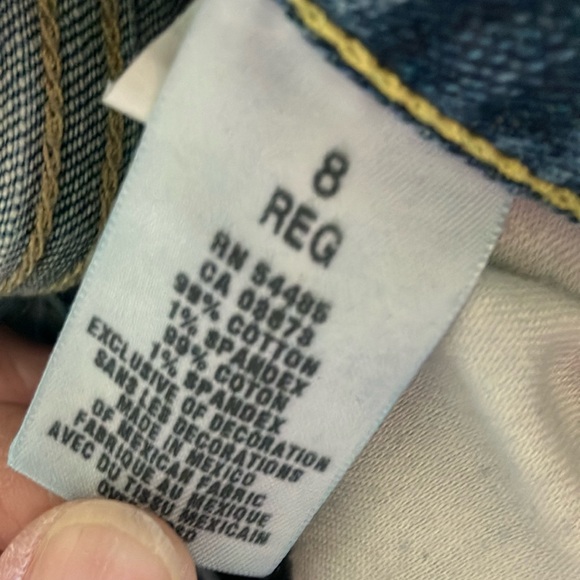 8
REG
RN 54485
CA 08873
99% COTTON
1% SPANDEX
99% COTON
1% SPANDEX
EXCLUSIVE OF DECORATION
SANS LES DECORATIONS
MADE IN MEXICO
OF MEXICAN FABRIC
FABRIQUE AU MEXIQUE
AVEC DU TISSU MEXICAIN